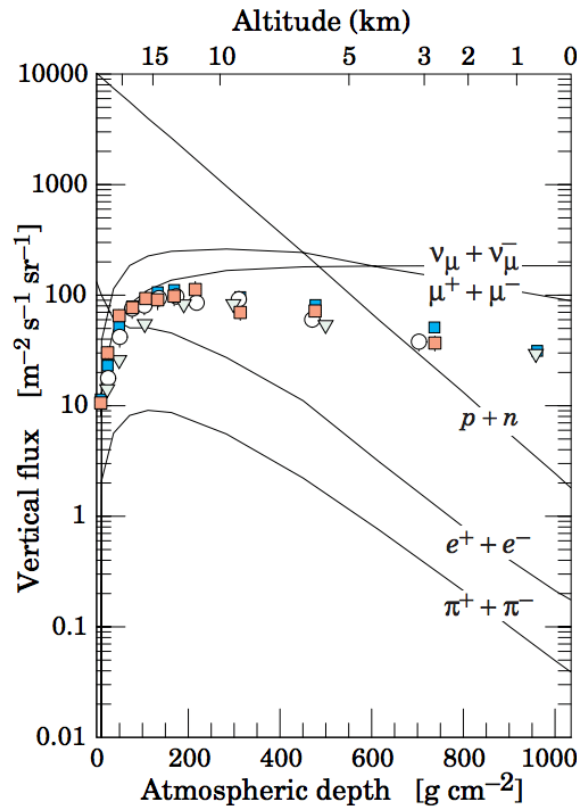 Altitude (km)
15 10 5 3 2 1 0
10000
1000
100
10
1
0.1
0.01
Vertical flux [m⁻² s⁻¹ sr⁻¹]
νμ + ν̅μ
μ⁺ + μ⁻
p + n
e⁺ + e⁻
π⁺ + π⁻
0 200 400 600 800 1000
Atmospheric depth [g cm⁻²]